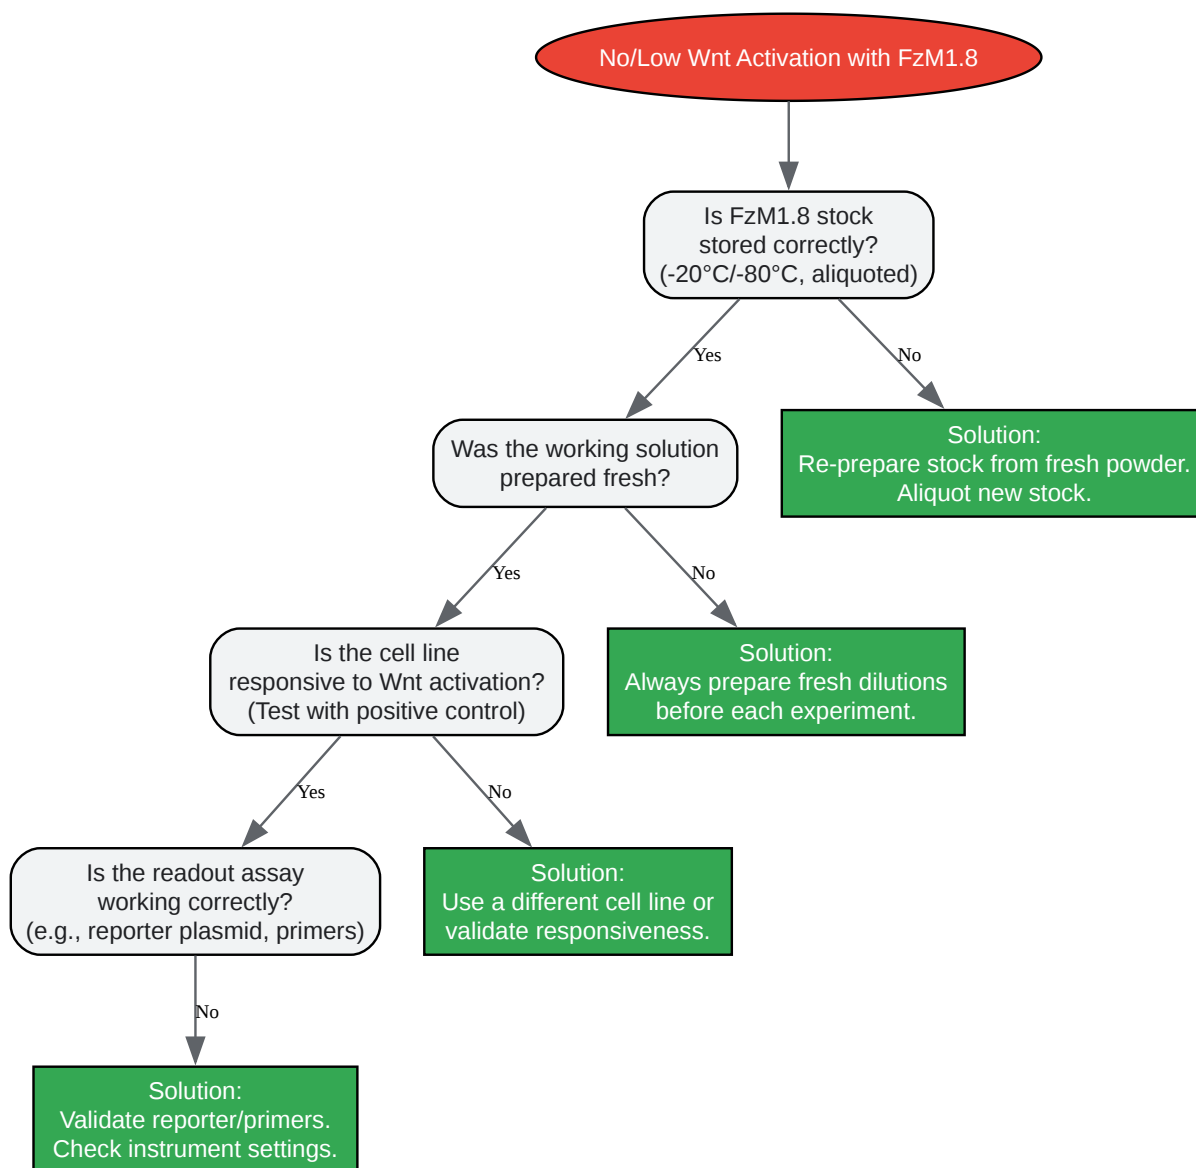 No/Low Wnt Activation with FzM1.8
Is FzM1.8 stock
stored correctly?
(-20°C/-80°C, aliquoted)
Yes
No
Was the working solution
prepared fresh?
Solution:
Re-prepare stock from fresh powder.
Aliquot new stock.
Yes
No
Is the cell line
responsive to Wnt activation?
(Test with positive control)
Solution:
Always prepare fresh dilutions
before each experiment.
Yes
No
Is the readout assay
working correctly?
(e.g., reporter plasmid, primers)
Solution:
Use a different cell line or
validate responsiveness.
No
Solution:
Validate reporter/primers.
Check instrument settings.